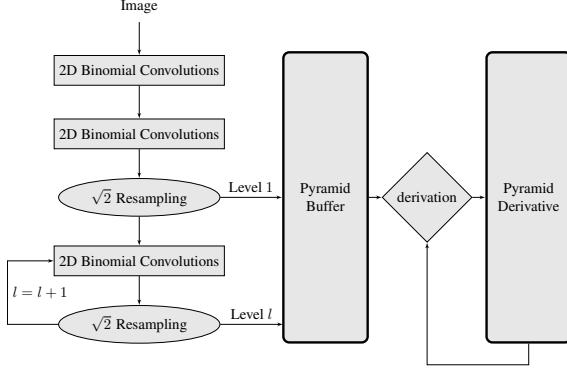 Image
2D Binomial Convolutions
2D Binomial Convolutions
√2 Resampling
Level 1
2D Binomial Convolutions
l = l + 1
√2 Resampling
Level l
Pyramid
Buffer
derivation
Pyramid
Derivative